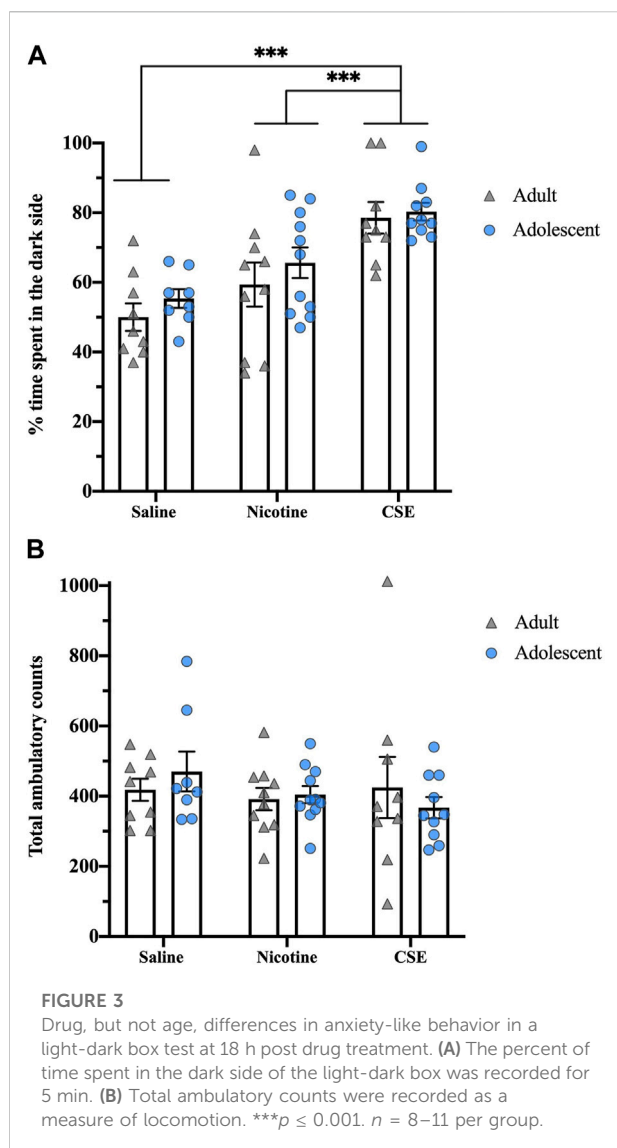 A
***
***
% time spent in the dark side
100
80
60
40
20
0
Saline
Nicotine
CSE
Adult
Adolescent
B
Total ambulatory counts
1000
800
600
400
200
0
Saline
Nicotine
CSE
Adult
Adolescent
FIGURE 3
Drug, but not age, differences in anxiety-like behavior in a
light-dark box test at 18 h post drug treatment. (A) The percent of
time spent in the dark side of the light-dark box was recorded for
5 min. (B) Total ambulatory counts were recorded as a
measure of locomotion. ***p ≤ 0.001. n = 8–11 per group.